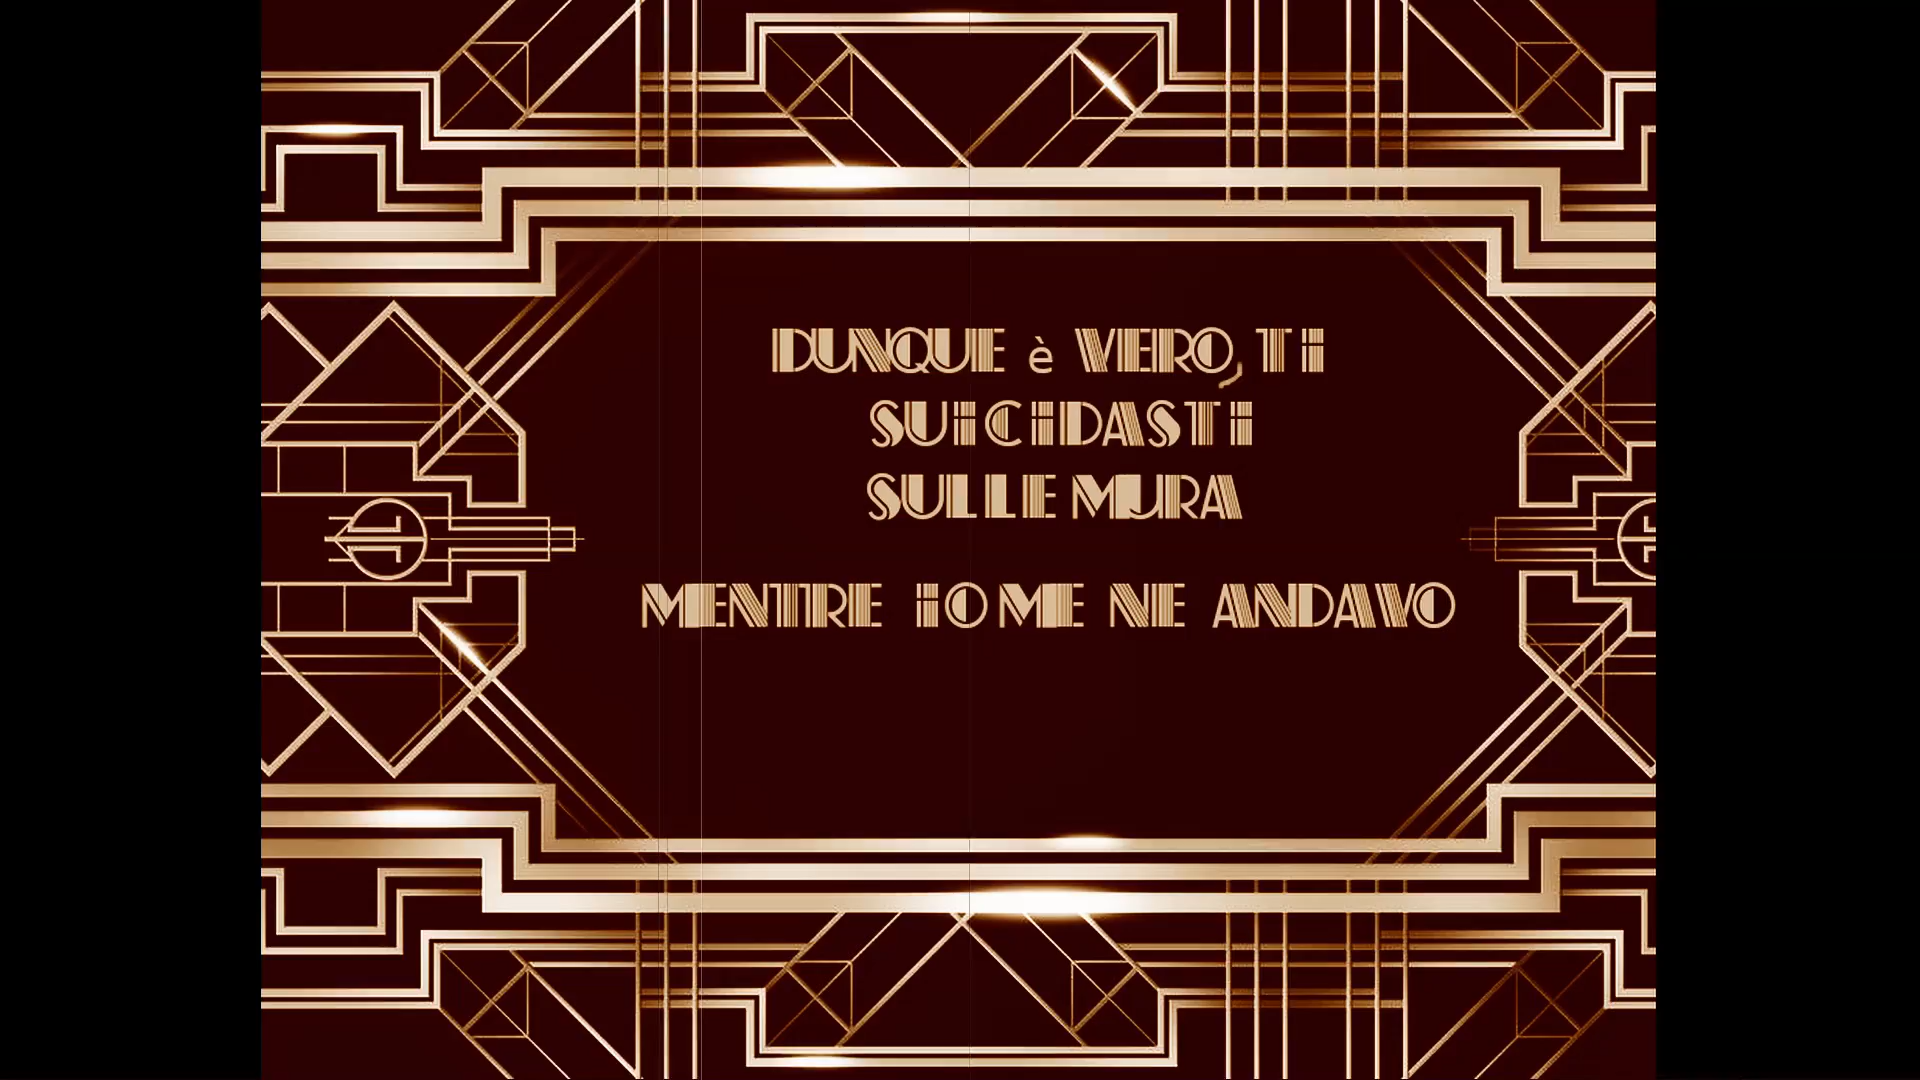 DUNQUE è VERO, Ti
SUiCiDASTi
SULLE MURA
MENTRE iO ME NE ANDAVO